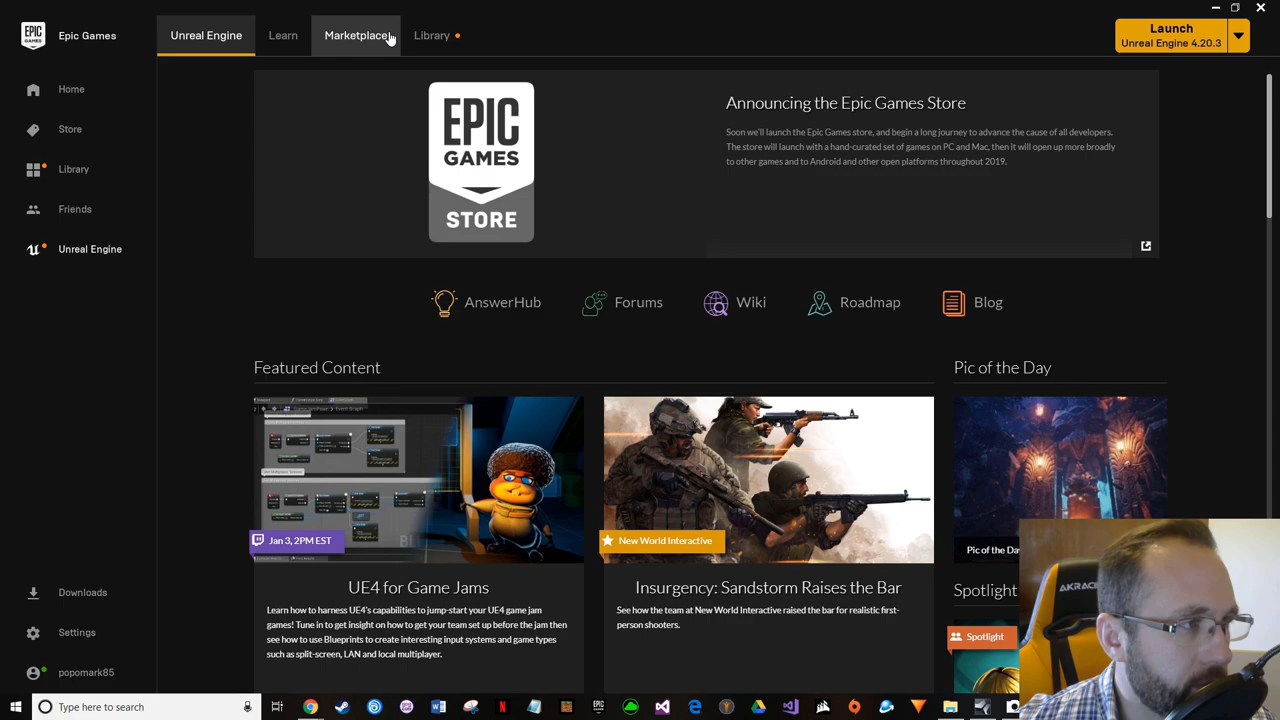 EPIC GAMES
Epic Games
Unreal Engine
Learn
Marketplace
Library
Launch
Unreal Engine 4.20.3
Home
Store
Library
Friends
Unreal Engine
EPIC
GAMES
STORE
Announcing the Epic Games Store
Soon we'll launch the Epic Games store, and begin a long journey to advance the cause of all developers.
The store will launch with a hand-curated set of games on PC and Mac, then it will open up more broadly
to other games and to Android and other open platforms throughout 2019.
AnswerHub
Forums
Wiki
Roadmap
Blog
Featured Content
Pic of the Day
Jan 3, 2PM EST
New World Interactive
Pic of the Da
UE4 for Game Jams
Insurgency: Sandstorm Raises the Bar
Spotlight
Learn how to harness UE4's capabilities to jump-start your UE4 game jam
games! Tune in to get insight on how to get your team set up before the jam then
see how to use Blueprints to create interesting input systems and game types
such as split-screen, LAN and local multiplayer.
See how the team at New World Interactive raised the bar for realistic first-
person shooters.
Spotlight
Downloads
Settings
popomark85
Type here to search
AKRACING